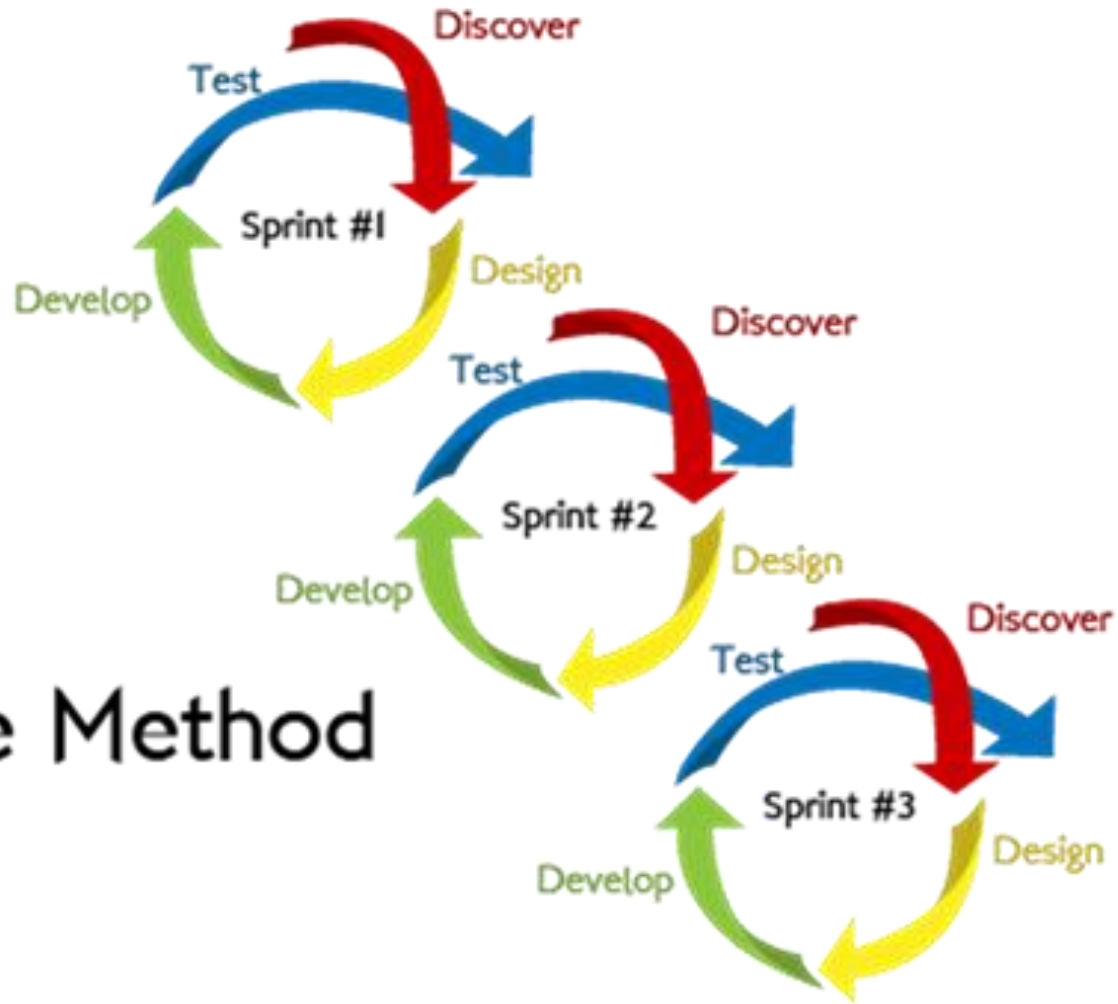 Discover
Test
Sprint #1
Design
Develop
Discover
Test
Sprint #2
Design
Develop
Discover
Test
Sprint #3
Design
Develop
e Method